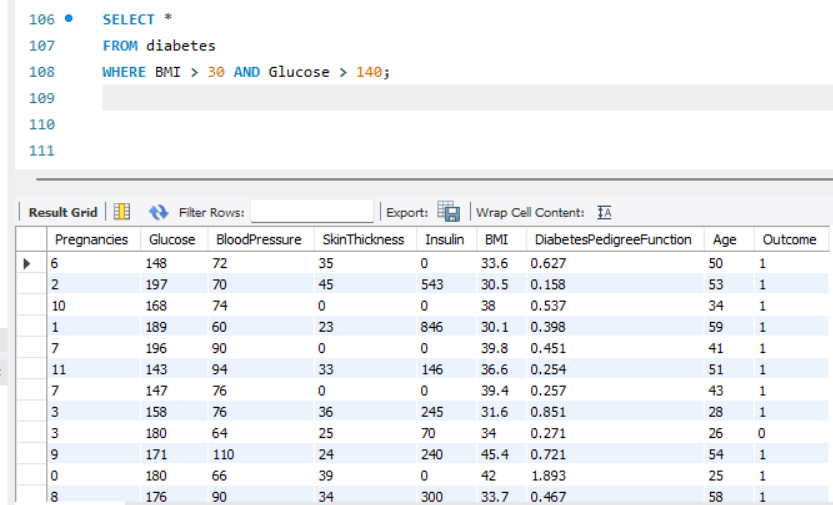 106 SELECT *
107 FROM diabetes
108 WHERE BMI > 30 AND Glucose > 140;
109
110
111
Result Grid Filter Rows: Export: Wrap Cell Content:
Pregnancies Glucose BloodPressure SkinThickness Insulin BMI DiabetesPedigreeFunction Age Outcome
6 148 72 35 0 33.6 0.627 50 1
2 197 70 45 543 30.5 0.158 53 1
10 168 74 0 0 38 0.537 34 1
1 189 60 23 846 30.1 0.398 59 1
7 196 90 0 0 39.8 0.451 41 1
11 143 94 33 146 36.6 0.254 51 1
7 147 76 0 0 39.4 0.257 43 1
3 158 76 36 245 31.6 0.851 28 1
3 180 64 25 70 34 0.271 26 0
9 171 110 24 240 45.4 0.721 54 1
0 180 66 39 0 42 1.893 25 1
8 176 90 34 300 33.7 0.467 58 1